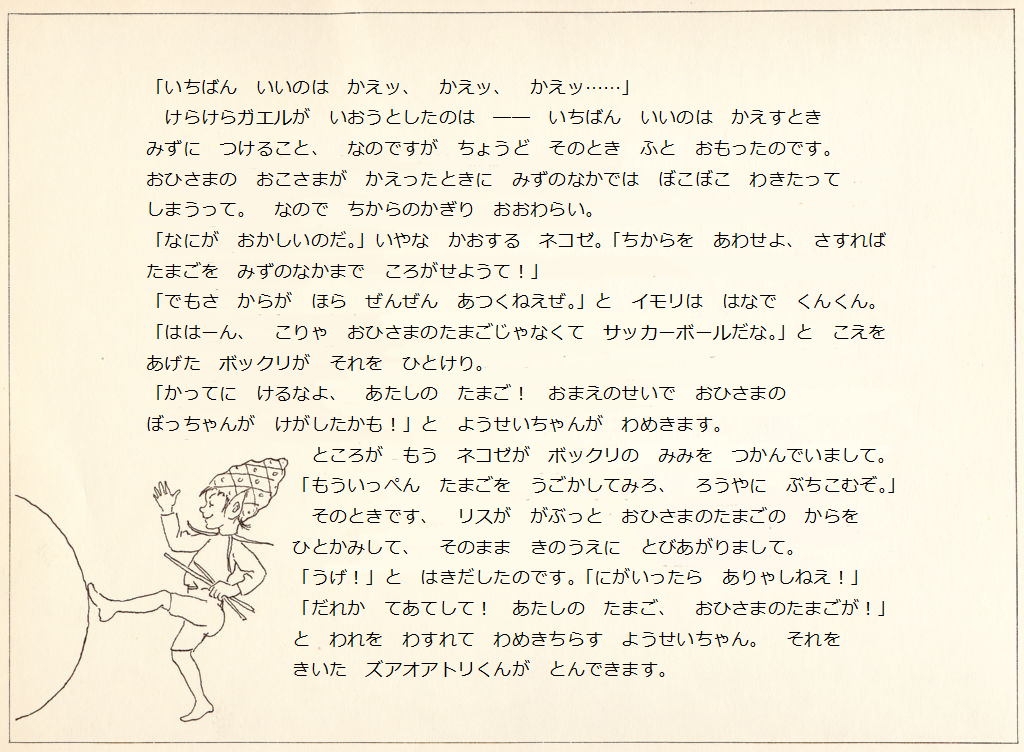 「いちばん　いいのは　かえッ、　かえッ、　かえッ……」
　けらけらガエルが　いおうとしたのは　――　いちばん　いいのは　かえすとき
みずに　つけること、　なのですが　ちょうど　そのとき　ふと　おもったのです。
おひさまの　おこさまが　かえったときに　みずのなかでは　ぼこぼこ　わきたって
しまうって。　なので　ちからのかぎり　おおわらい。
「なにが　おかしいのだ。」いやな　かおする　ネコゼ。「ちからを　あわせよ、　さすれば
たまごを　みずのなかまで　ころがせようて！」
「でもさ　からが　ほら　ぜんぜん　あつくねえぜ。」と　イモリは　はなで　くんくん。
「ははーん、　こりゃ　おひさまのたまごじゃなくて　サッカーボールだな。」と　こえを
あげた　ボックリが　それを　ひとけり。
「かってに　けるなよ、　あたしの　たまご！　おまえのせいで　おひさまの
ぼっちゃんが　けがしたかも！」と　ようせいちゃんが　わめきます。
　ところが　もう　ネコゼが　ボックリの　みみを　つかんでいまして。
「もういっぺん　たまごを　うごかしてみろ、　ろうやに　ぶちこむぞ。」
　そのときです、　リスが　がぶっと　おひさまのたまごの　からを
ひとかみして、　そのまま　きのうえに　とびあがりまして。
「うげ！」と　はきだしたのです。「にがいったら　ありゃしねえ！」
「だれか　てあてして！　あたしの　たまご、　おひさまのたまごが！」
と　われを　わすれて　わめきちらす　ようせいちゃん。　それを
きいた　ズアオアトリくんが　とんできます。